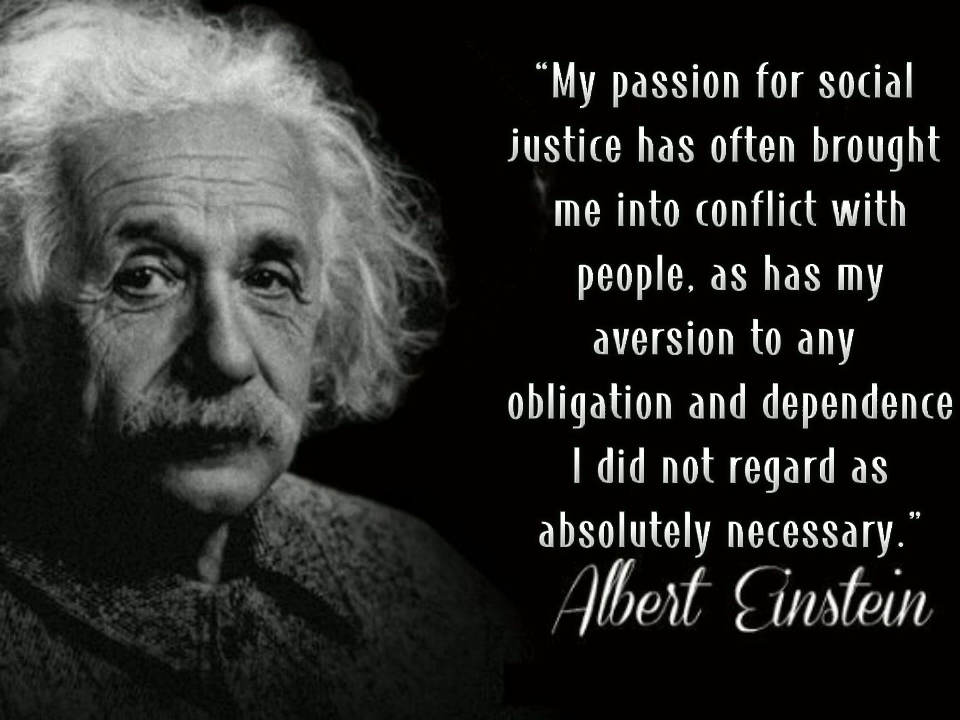 “My passion for social
justice has often brought
me into conflict with
people, as has my
aversion to any
obligation and dependence
I did not regard as
absolutely necessary.”
Albert Einstein